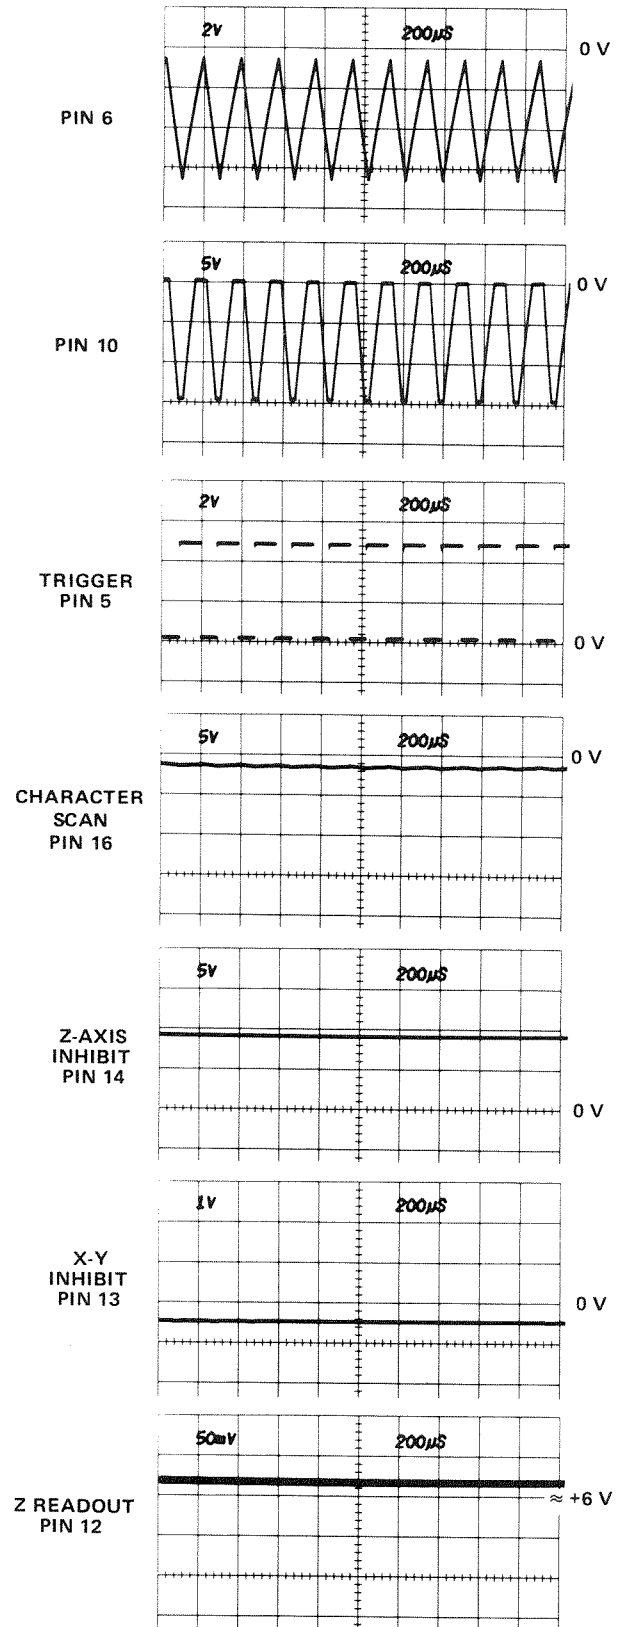 2V 200µS
0 V
PIN 6
5V 200µS
0 V
PIN 10
2V 200µS
TRIGGER
PIN 5
0 V
5V 200µS
0 V
CHARACTER
SCAN
PIN 16
5V 200µS
Z-AXIS
INHIBIT
PIN 14
0 V
1V 200µS
X-Y
INHIBIT
PIN 13
0 V
50mV 200µS
Z READOUT
PIN 12
≈ +6 V